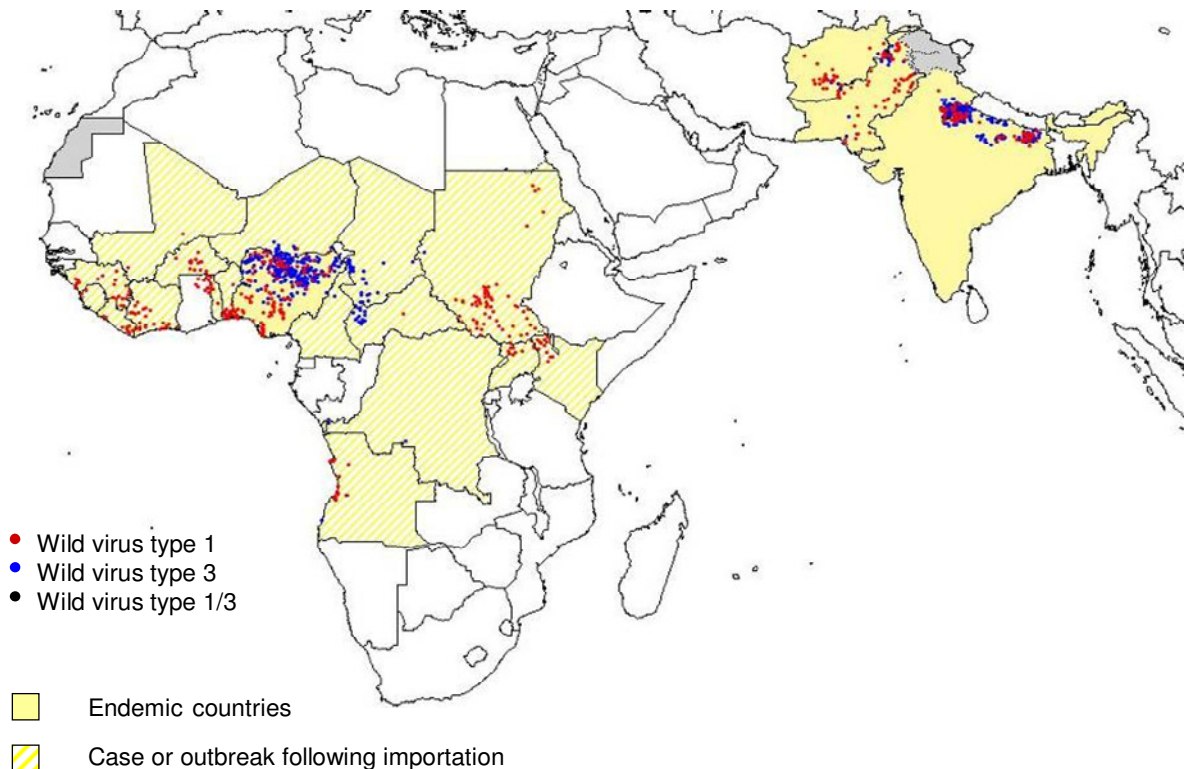 Wild virus type 1
Wild virus type 3
Wild virus type 1/3
Endemic countries
Case or outbreak following importation